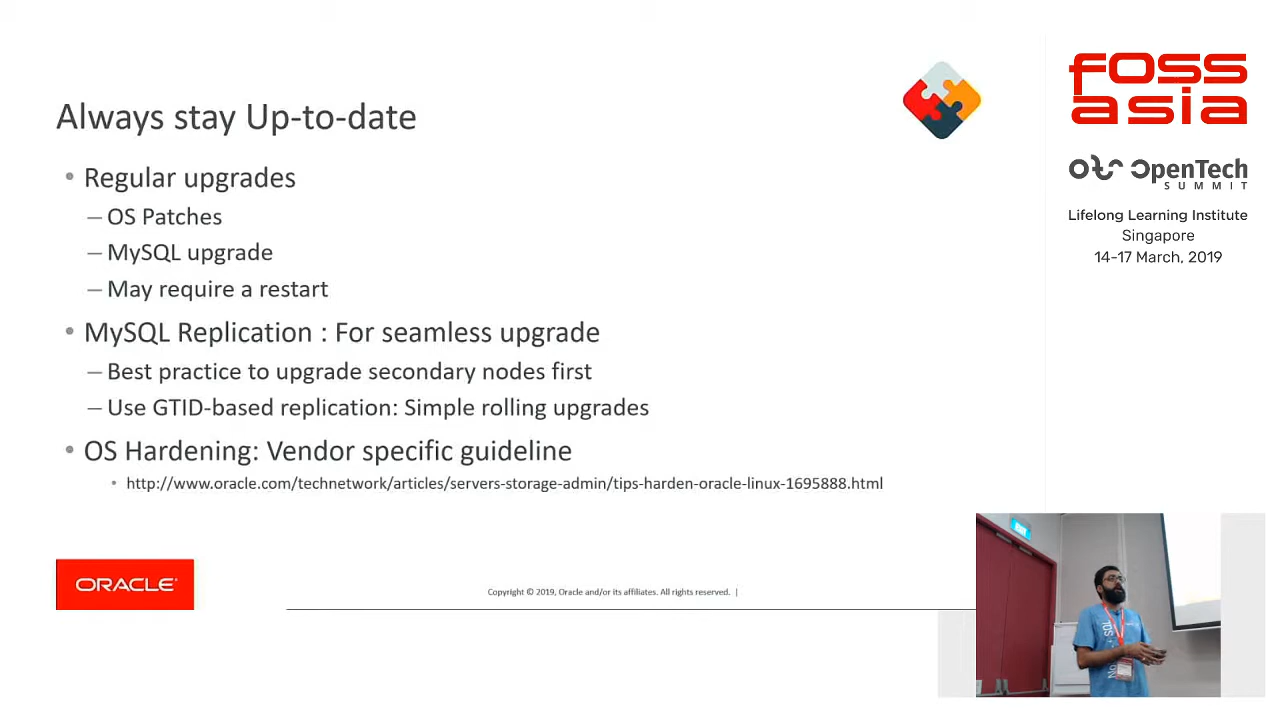 Always stay Up-to-date
• Regular upgrades
– OS Patches
– MySQL upgrade
– May require a restart
• MySQL Replication : For seamless upgrade
– Best practice to upgrade secondary nodes first
– Use GTID-based replication: Simple rolling upgrades
• OS Hardening: Vendor specific guideline
• http://www.oracle.com/technetwork/articles/servers-storage-admin/tips-harden-oracle-linux-1695888.html
ORACLE
Copyright © 2019, Oracle and/or its affiliates. All rights reserved. |
FOSS
asia
OpenTech
SUMMIT
Lifelong Learning Institute
Singapore
14-17 March, 2019